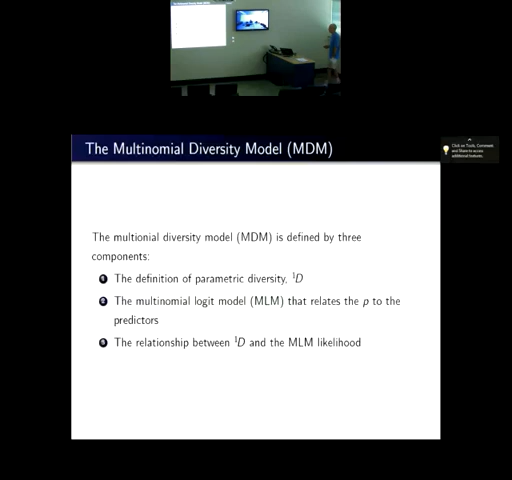 The Multinomial Diversity Model (MDM)
Click on Tools, Comment
and Share to access
additional features.
The multionial diversity model (MDM) is defined by three
components:
1 The definition of parametric diversity, ¹D
2 The multinomial logit model (MLM) that relates the p to the
predictors
3 The relationship between ¹D and the MLM likelihood